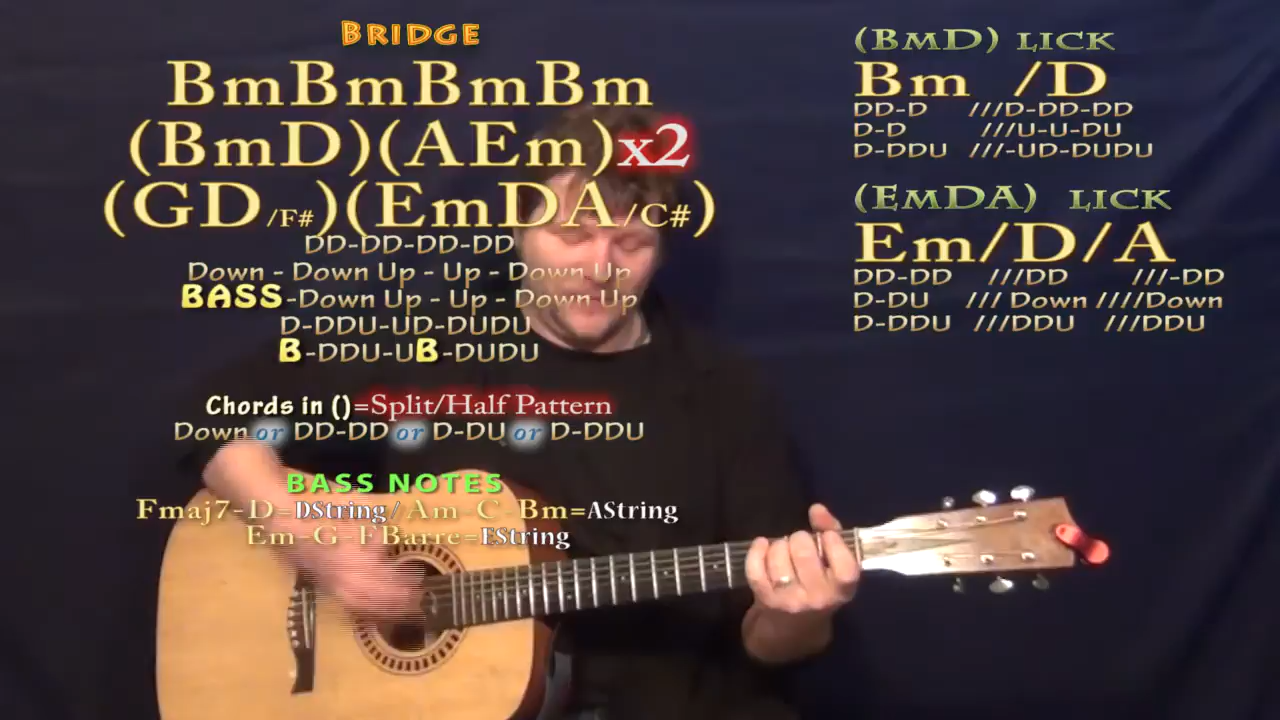 BRIDGE
BmBmBmBm
(BmD)(AEm)x2
(GD/F#)(EmDA/C#)
DD-DD-DD-DD
Down - Down Up - Up - Down Up
BASS-Down Up - Up - Down Up
D-DDU-UD-DUDU
B-DDU-UB-DUDU
Chords in ()=Split/Half Pattern
Down or DD-DD or D-DU or D-DDU
BASS NOTES
Fmaj7-D=DString/Am-C-Bm=AString
Em-G-FBarre=EString
(BmD) LICK
Bm /D
DD-D ///D-DD-DD
D-D ///U-U-DU
D-DDU ///-UD-DUDU
(EmDA) LICK
Em/D/A
DD-DD ///DD ///-DD
D-DU /// Down ////Down
D-DDU ///DDU ///DDU